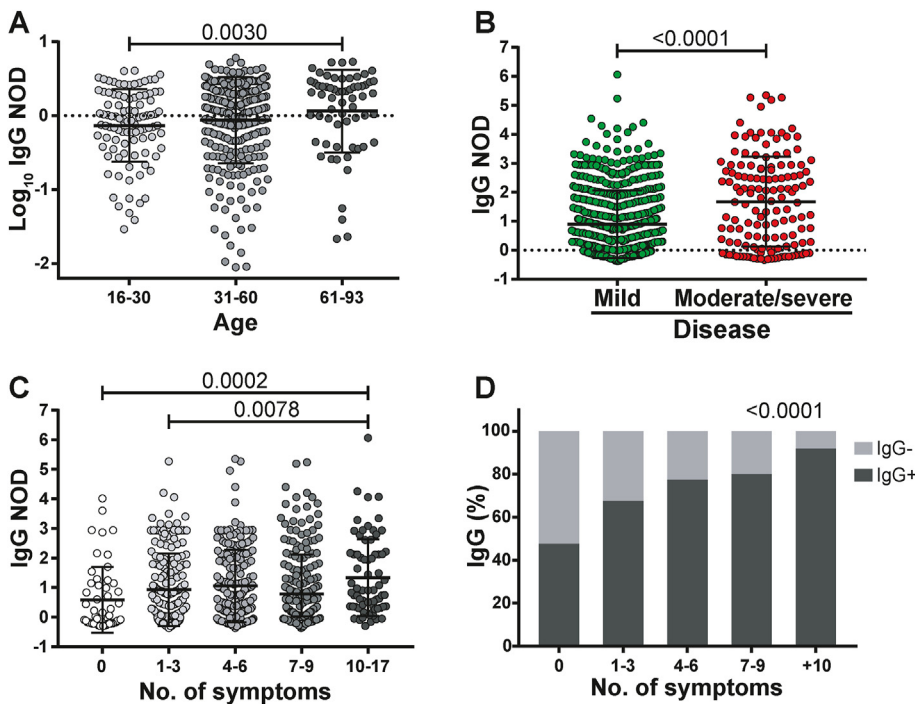 A
0.0030
1
0
-1
-2
Log10 IgG NOD
16-30 31-60 61-93
Age
B
<0.0001
7
6
5
4
3
2
1
0
-1
IgG NOD
Mild Moderate/severe
Disease
C
0.0002
0.0078
7
6
5
4
3
2
1
0
-1
IgG NOD
0 1-3 4-6 7-9 10-17
No. of symptoms
D
<0.0001
100
80
60
40
20
0
IgG (%)
IgG-
IgG+
0 1-3 4-6 7-9 +10
No. of symptoms